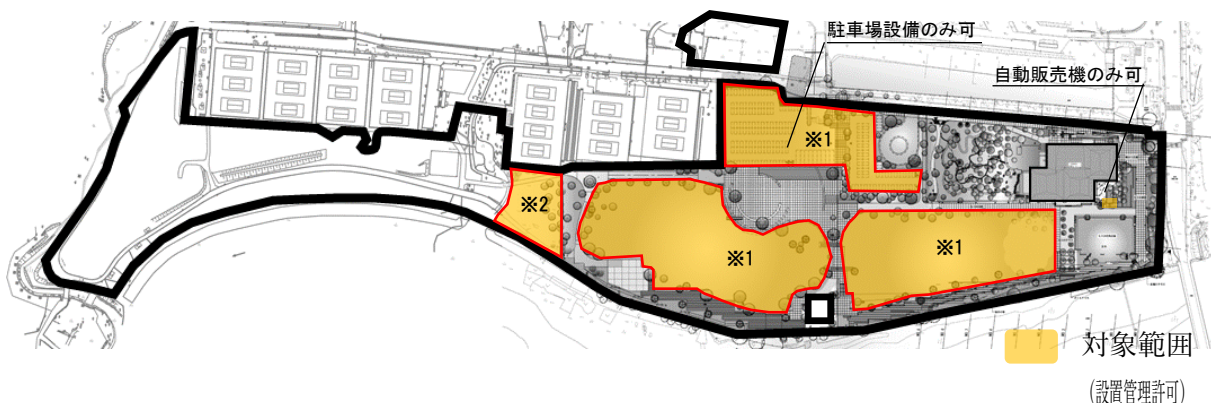 駐車場設備のみ可
自動販売機のみ可
※1
※2
※1
※1
対象範囲
(設置管理許可)